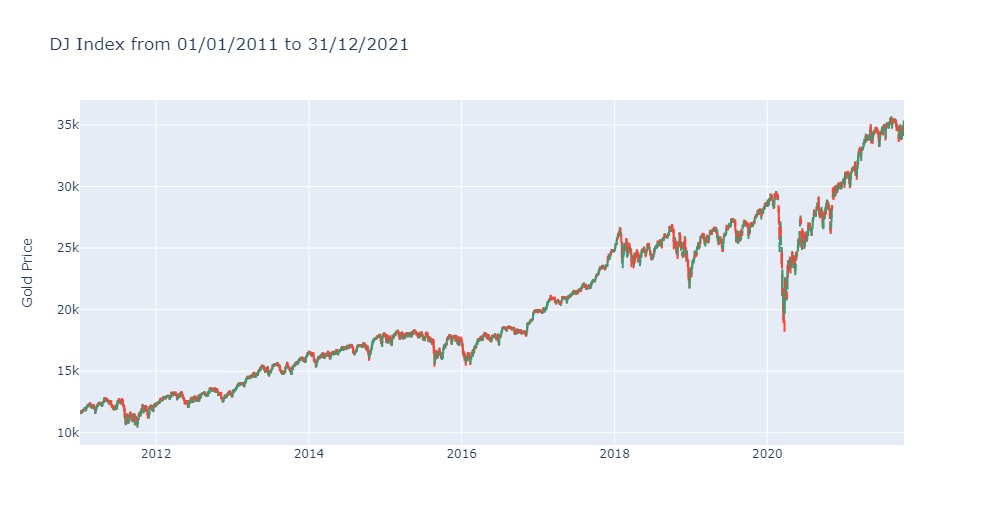 DJ Index from 01/01/2011 to 31/12/2021
Gold Price
35k
30k
25k
20k
15k
10k
2012 2014 2016 2018 2020